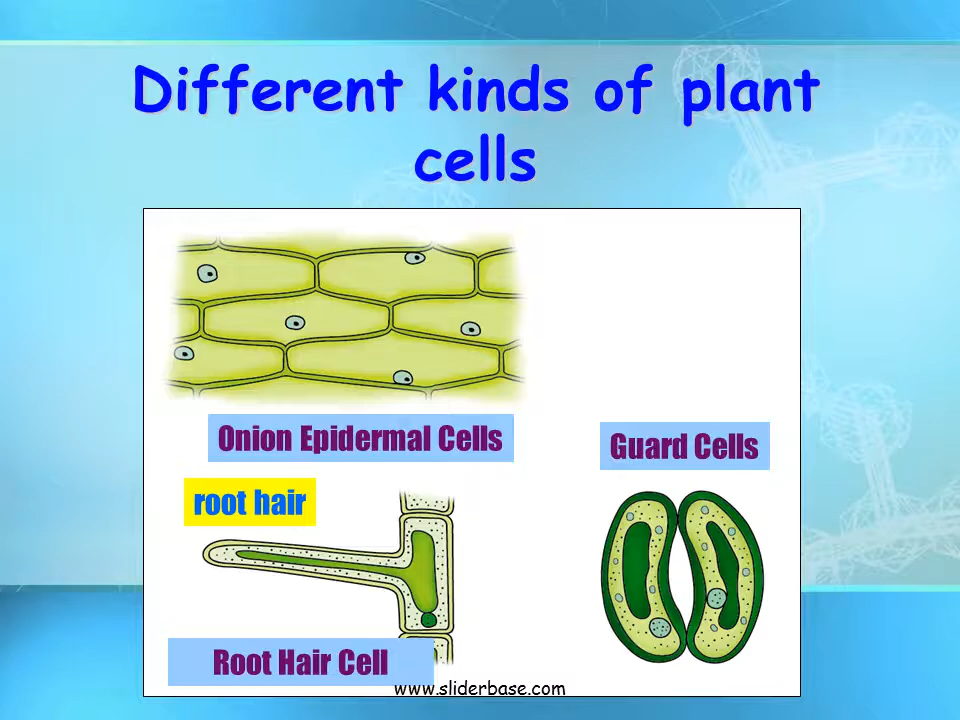 Different kinds of plant
cells
Onion Epidermal Cells
Guard Cells
root hair
Root Hair Cell
www.sliderbase.com